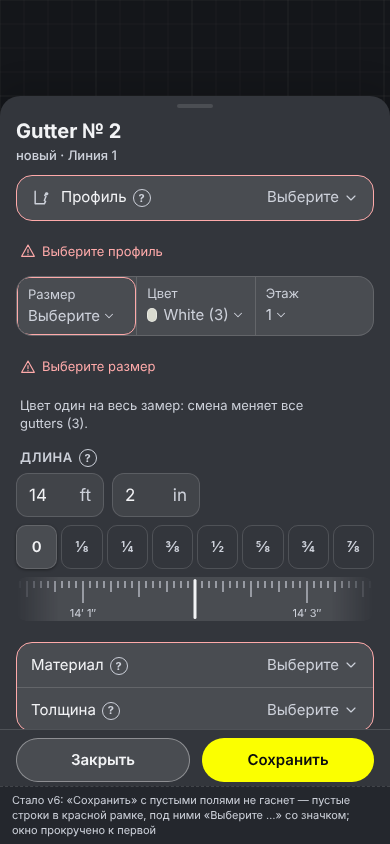 Gutter № 2
новый · Линия 1
Профиль ? Выберите
Выберите профиль
Размер Цвет Этаж
Выберите White (3) 1
Выберите размер
Цвет один на весь замер: смена меняет все
gutters (3).
ДЛИНА ?
14 ft 2 in
0 ⅛ ¼ ⅜ ½ ⅝ ¾ ⅞
14′ 1″ 14′ 3″
Материал ? Выберите
Толщина ? Выберите
Закрыть Сохранить
Стало v6: «Сохранить» с пустыми полями не гаснет — пустые
строки в красной рамке, под ними «Выберите ...» со значком;
окно прокручено к первой